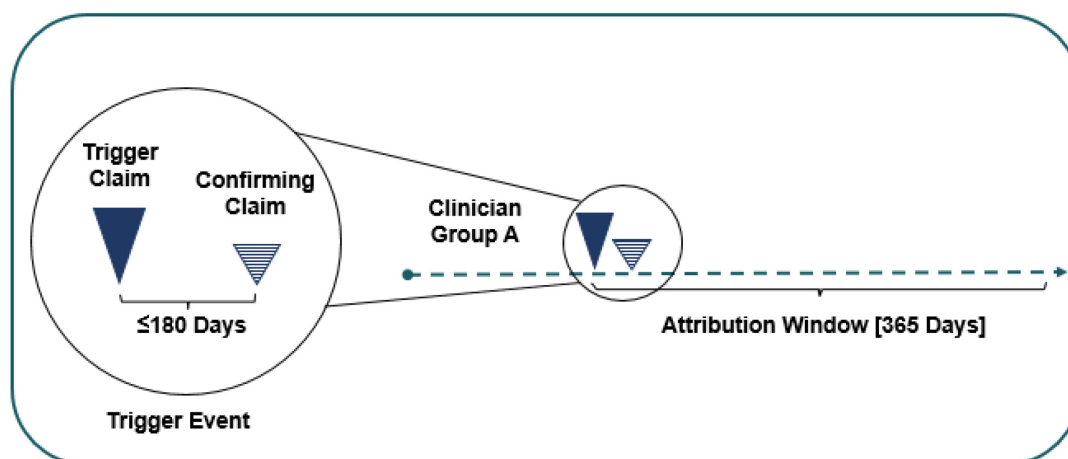 Trigger
Claim
Confirming
Claim
≤180 Days
Trigger Event
Clinician
Group A
Attribution Window [365 Days]